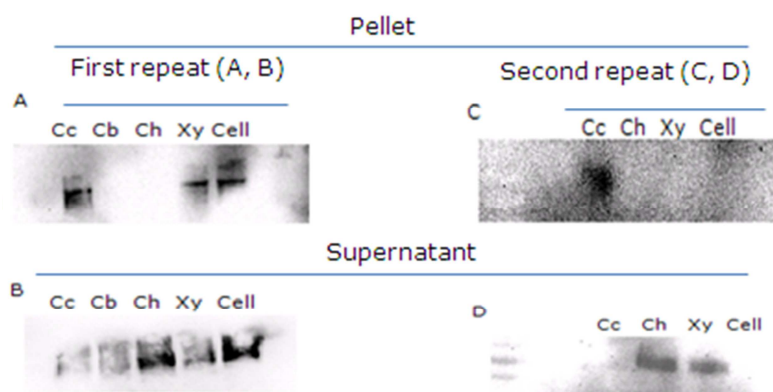 Pellet
First repeat (A, B)
Second repeat (C, D)
A
Cc Cb Ch Xy Cell
C
Cc Ch Xy Cell
Supernatant
B
Cc Cb Ch Xy Cell
D
Cc Ch Xy Cell